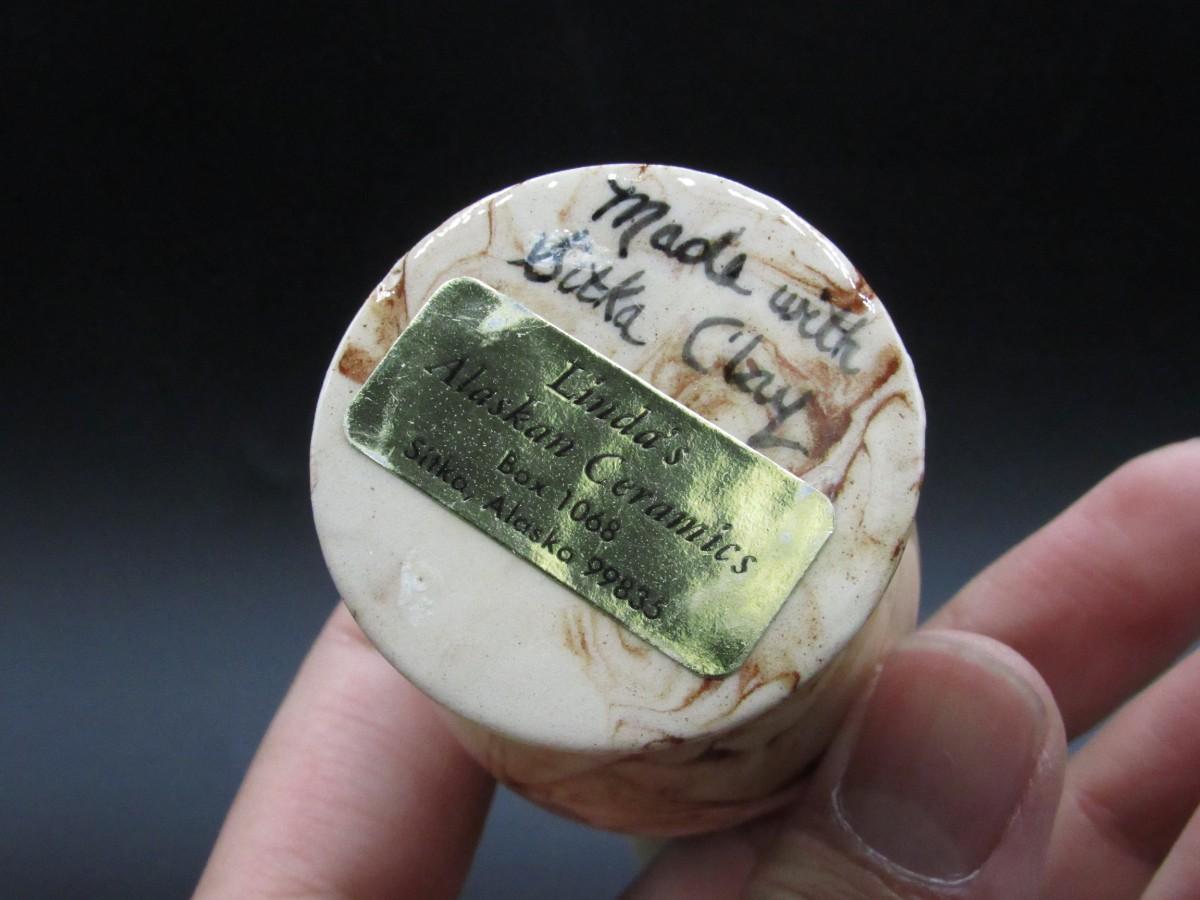 Made with
Sitka Clay
Linda's
Alaskan Ceramics
Box 1068
Sitka, Alaska 99835